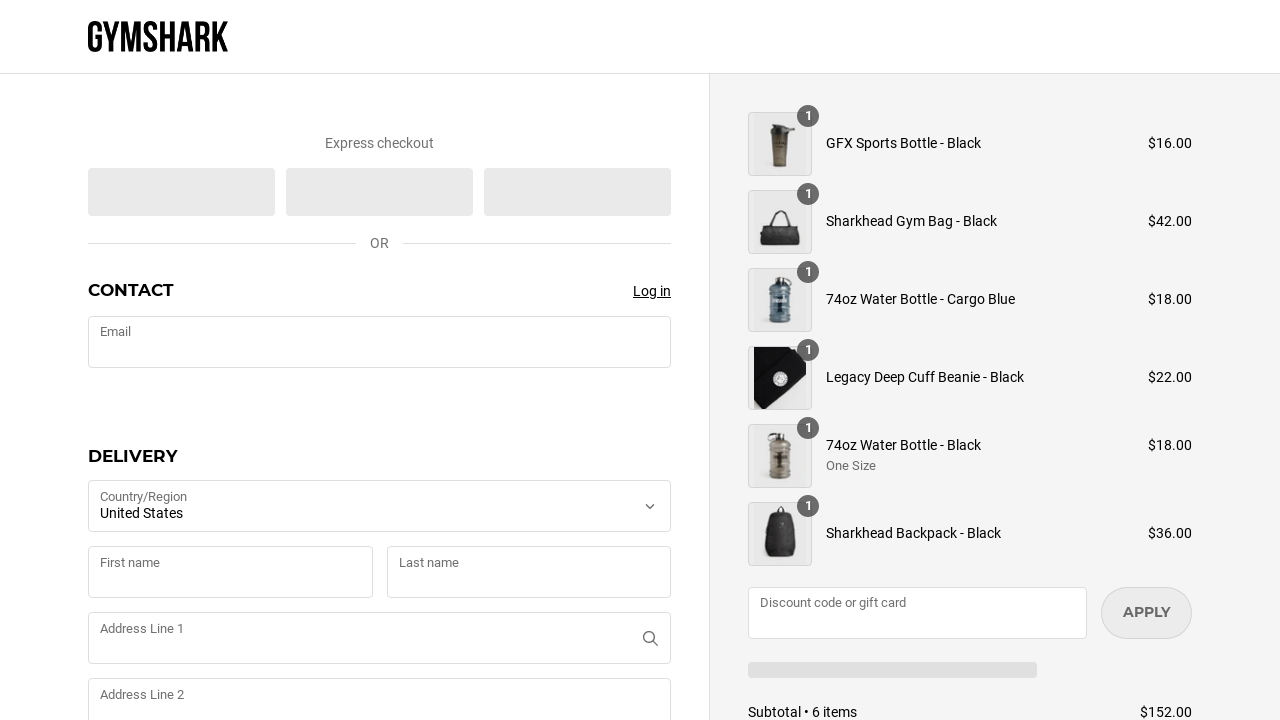 GYMSHARK
Express checkout
OR
CONTACT
Log in
Email
DELIVERY
Country/Region
United States
First name
Last name
Address Line 1
Address Line 2
1
GFX Sports Bottle - Black
$16.00
1
Sharkhead Gym Bag - Black
$42.00
1
74oz Water Bottle - Cargo Blue
$18.00
1
Legacy Deep Cuff Beanie - Black
$22.00
1
74oz Water Bottle - Black
One Size
$18.00
1
Sharkhead Backpack - Black
$36.00
Discount code or gift card
APPLY
Subtotal • 6 items
$152.00